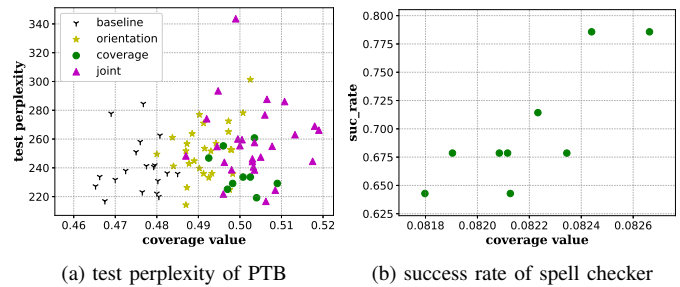 baseline
orientation
coverage
joint
test perplexity
340
320
300
280
260
240
220
0.46 0.47 0.48 0.49 0.50 0.51 0.52
coverage value
(a) test perplexity of PTB
suc_rate
0.800
0.775
0.750
0.725
0.700
0.675
0.650
0.625
0.0818 0.0820 0.0822 0.0824 0.0826
coverage value
(b) success rate of spell checker